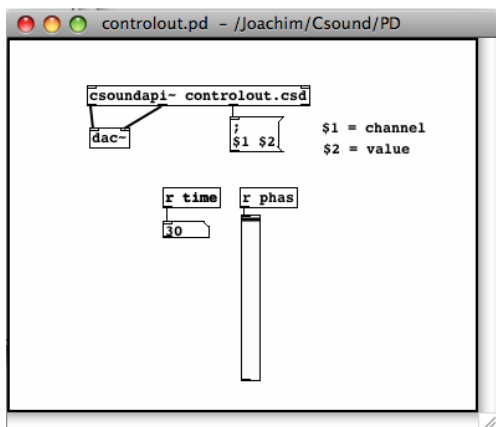 controlout.pd - /Joachim/Csound/PD
csoundapi~ controlout.csd
dac~
;
$1 $2
$1 = channel
$2 = value
r time
r phas
30